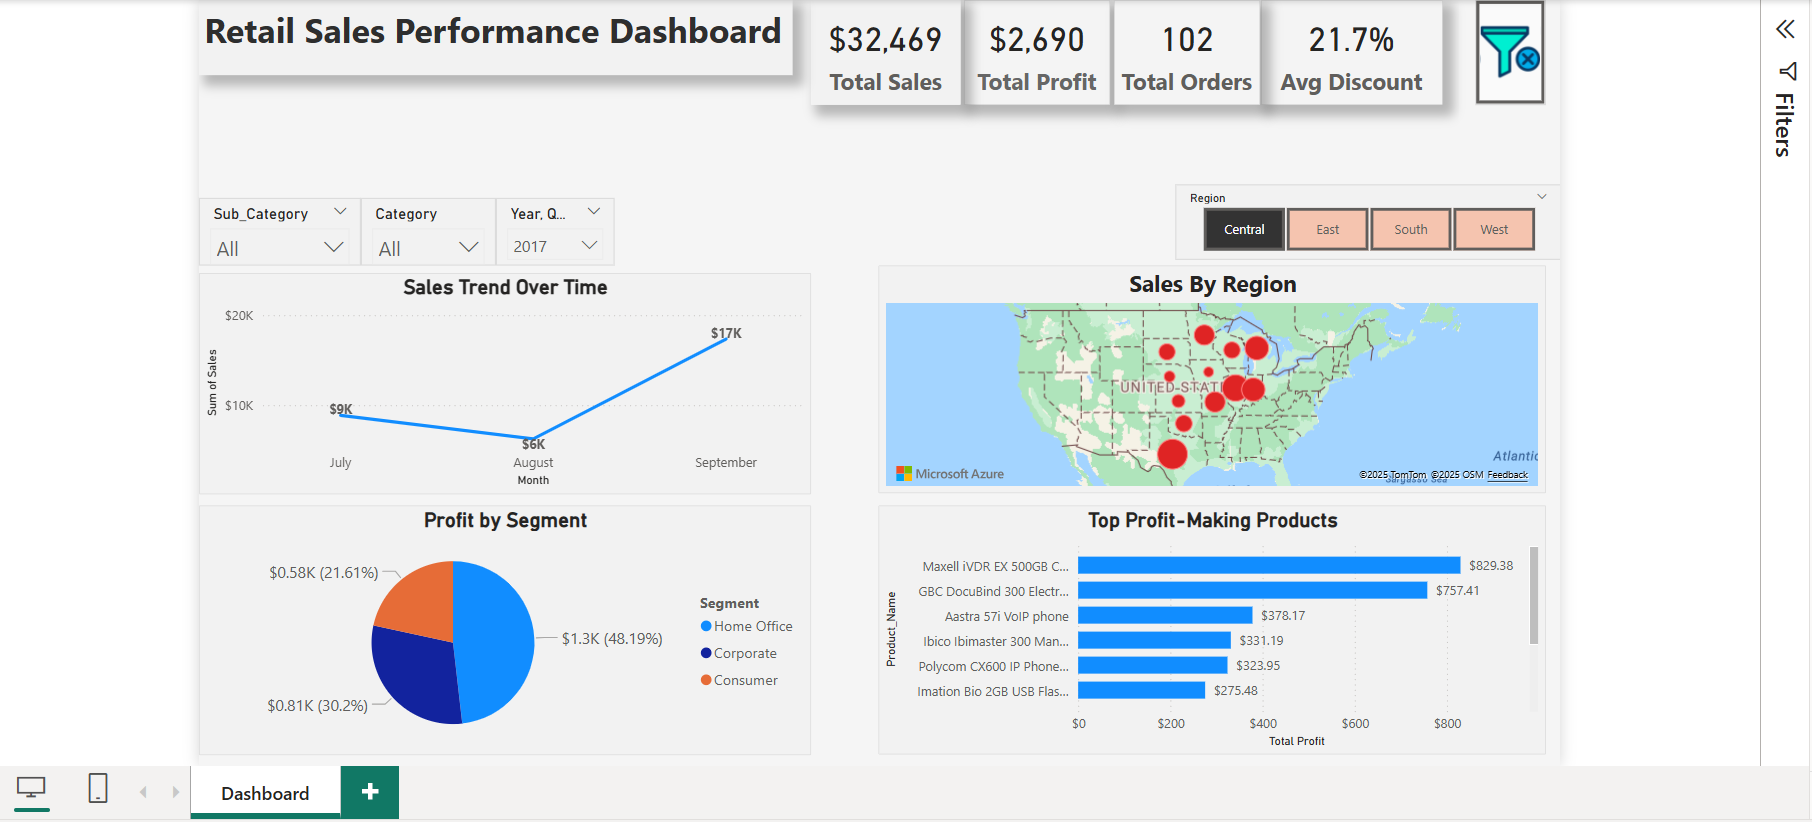 Retail Sales Performance Dashboard
$32,469
Total Sales
$2,690
Total Profit
102
Total Orders
21.7%
Avg Discount
Filters
Sub_Category
All
Category
All
Year, Q...
2017
Region
Central
East
South
West
Sales Trend Over Time
$20K
$10K
Sum of Sales
$9K
$6K
$17K
July
August
September
Month
Sales By Region
UNITED STAT
Atlantic
Sargasso Sea
Microsoft Azure
©2025 TomTom ©2025 OSM Feedback
Profit by Segment
$0.58K (21.61%)
$1.3K (48.19%)
$0.81K (30.2%)
Segment
Home Office
Corporate
Consumer
Top Profit-Making Products
Product_Name
Maxell iVDR EX 500GB C... $829.38
GBC DocuBind 300 Electr... $757.41
Aastra 57i VoIP phone $378.17
Ibico Ibimaster 300 Man... $331.19
Polycom CX600 IP Phone... $323.95
Imation Bio 2GB USB Flas... $275.48
$0 $200 $400 $600 $800
Total Profit
Dashboard